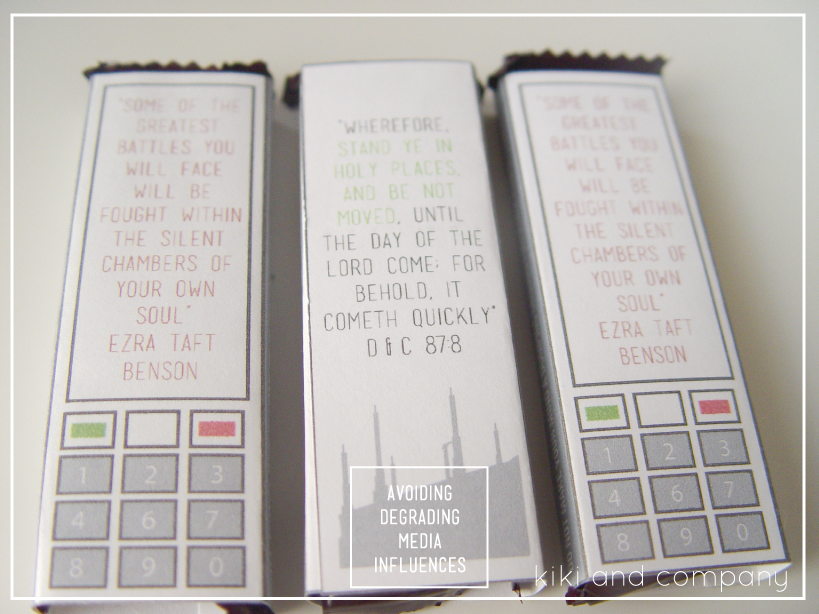 "SOME OF THE
GREATEST
BATTLES YOU
WILL FACE
WILL BE
FOUGHT WITHIN
THE SILENT
CHAMBERS OF
YOUR OWN
SOUL"
EZRA TAFT
BENSON
1 2 3
4 6 7
8 9 0
"WHEREFORE,
STAND YE IN
HOLY PLACES,
AND BE NOT
MOVED, UNTIL
THE DAY OF THE
LORD COME; FOR
BEHOLD, IT
COMETH QUICKLY"
D & C 87:8
AVOIDING
DEGRADING
MEDIA
INFLUENCES
"SOME OF THE
GREATEST
BATTLES YOU
WILL FACE
WILL BE
FOUGHT WITHIN
THE SILENT
CHAMBERS OF
YOUR OWN
SOUL"
EZRA TAFT
BENSON
1 2 3
4 6 7
8 9 0
kiki and company